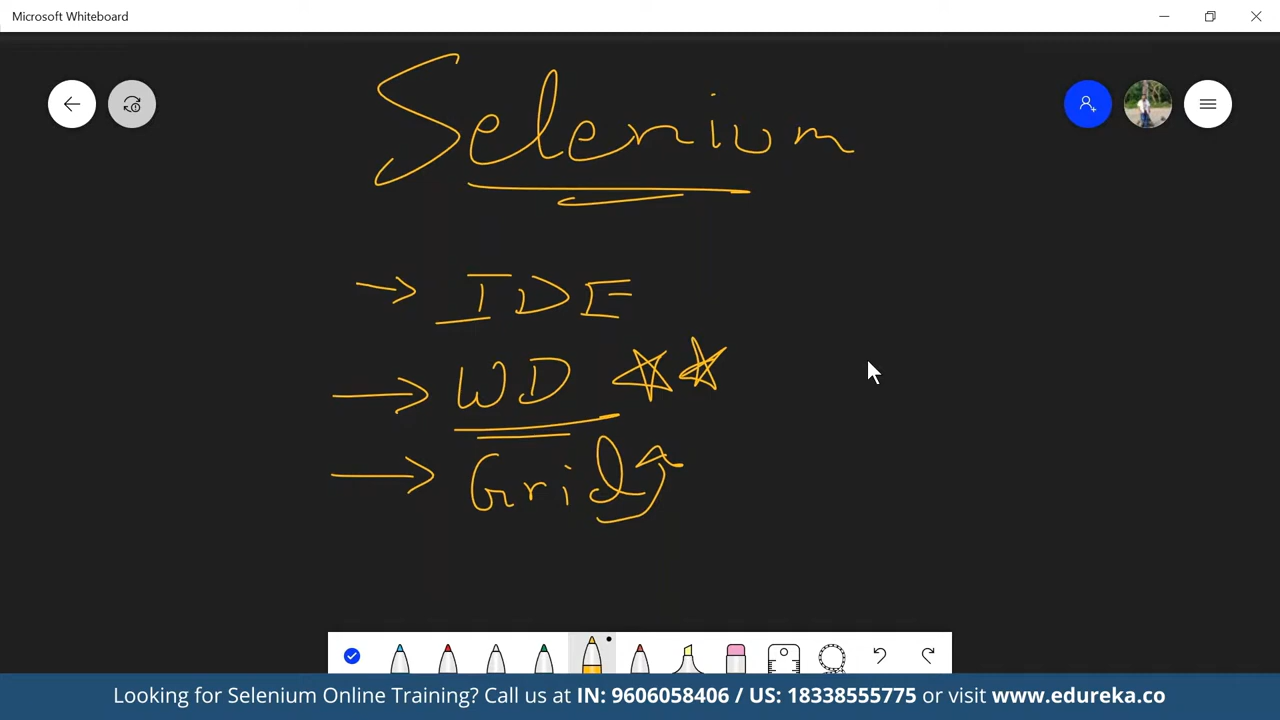 Microsoft Whiteboard
Selenium
→ IDE
→ WD ☆☆
→ Grid
Looking for Selenium Online Training? Call us at IN: 9606058406 / US: 18338555775 or visit www.edureka.co